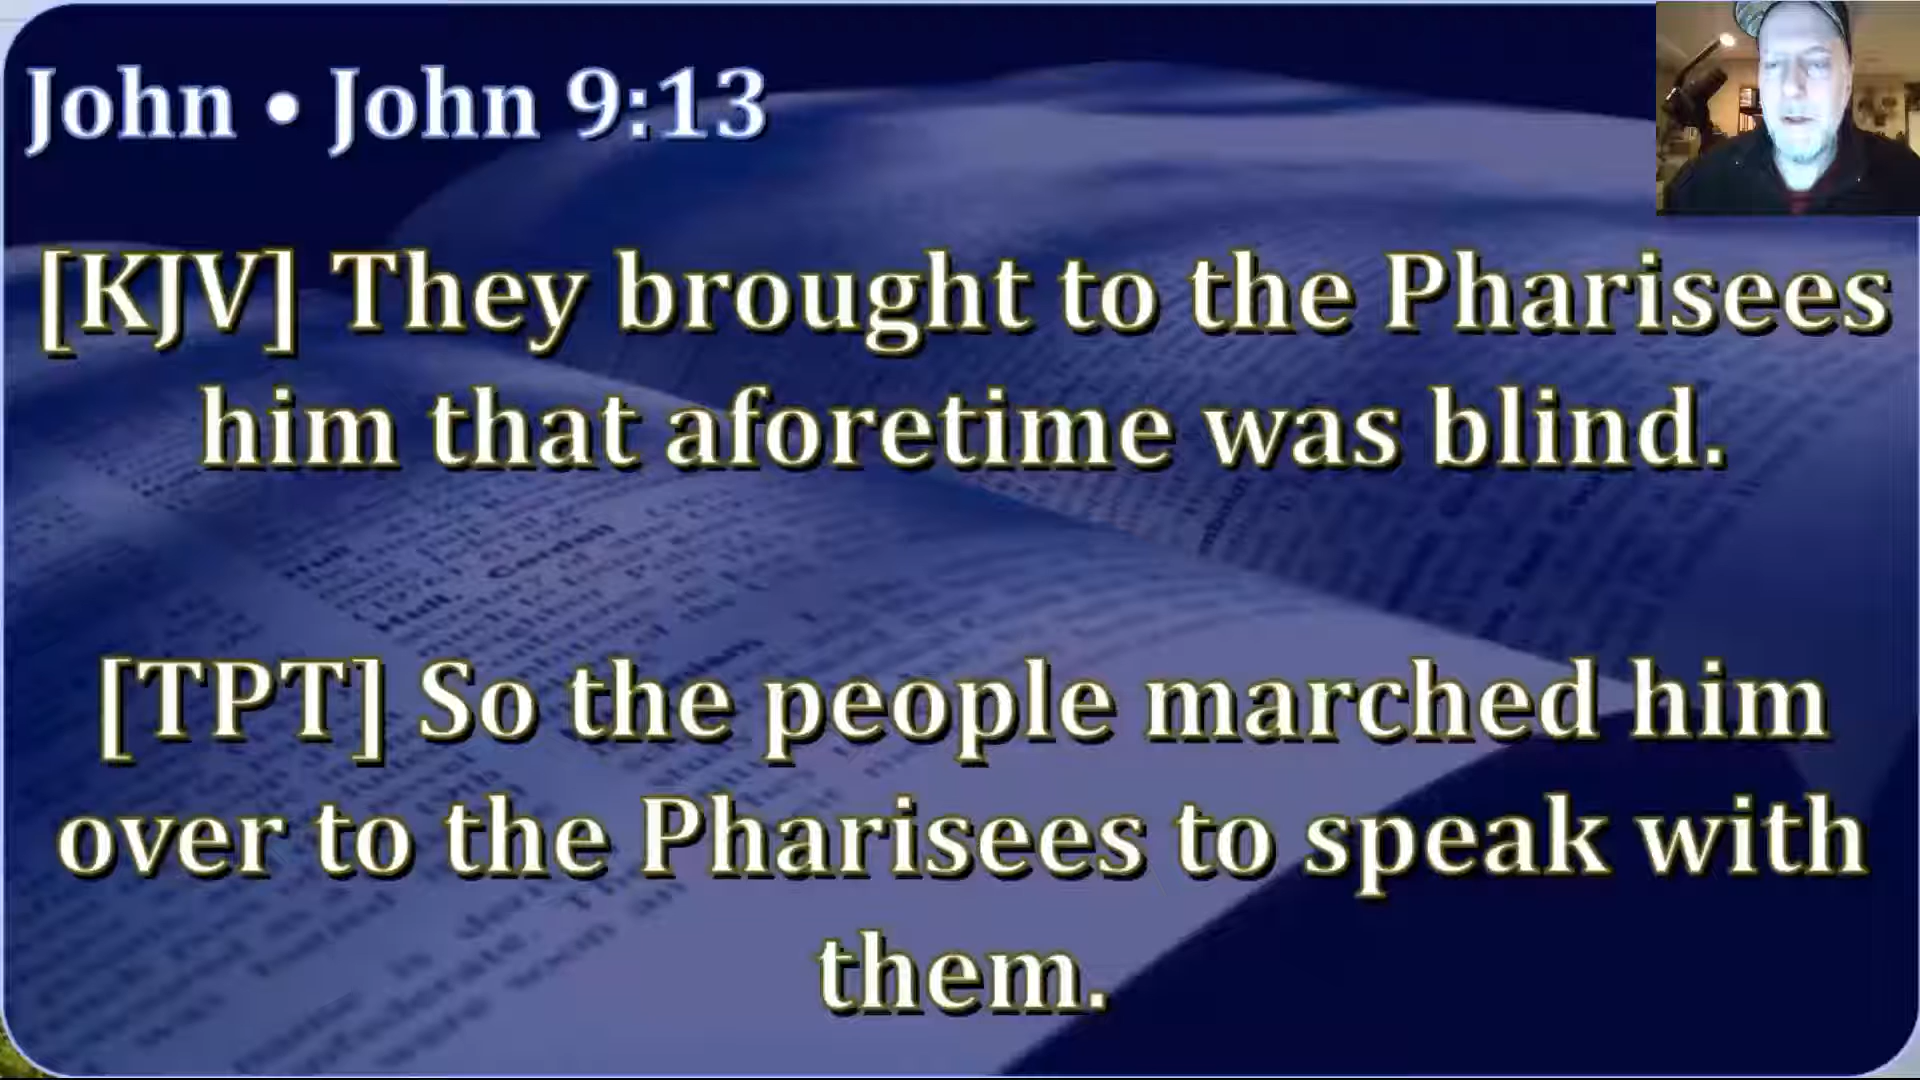 John • John 9:13
[KJV] They brought to the Pharisees
him that aforetime was blind.
[TPT] So the people marched him
over to the Pharisees to speak with
them.